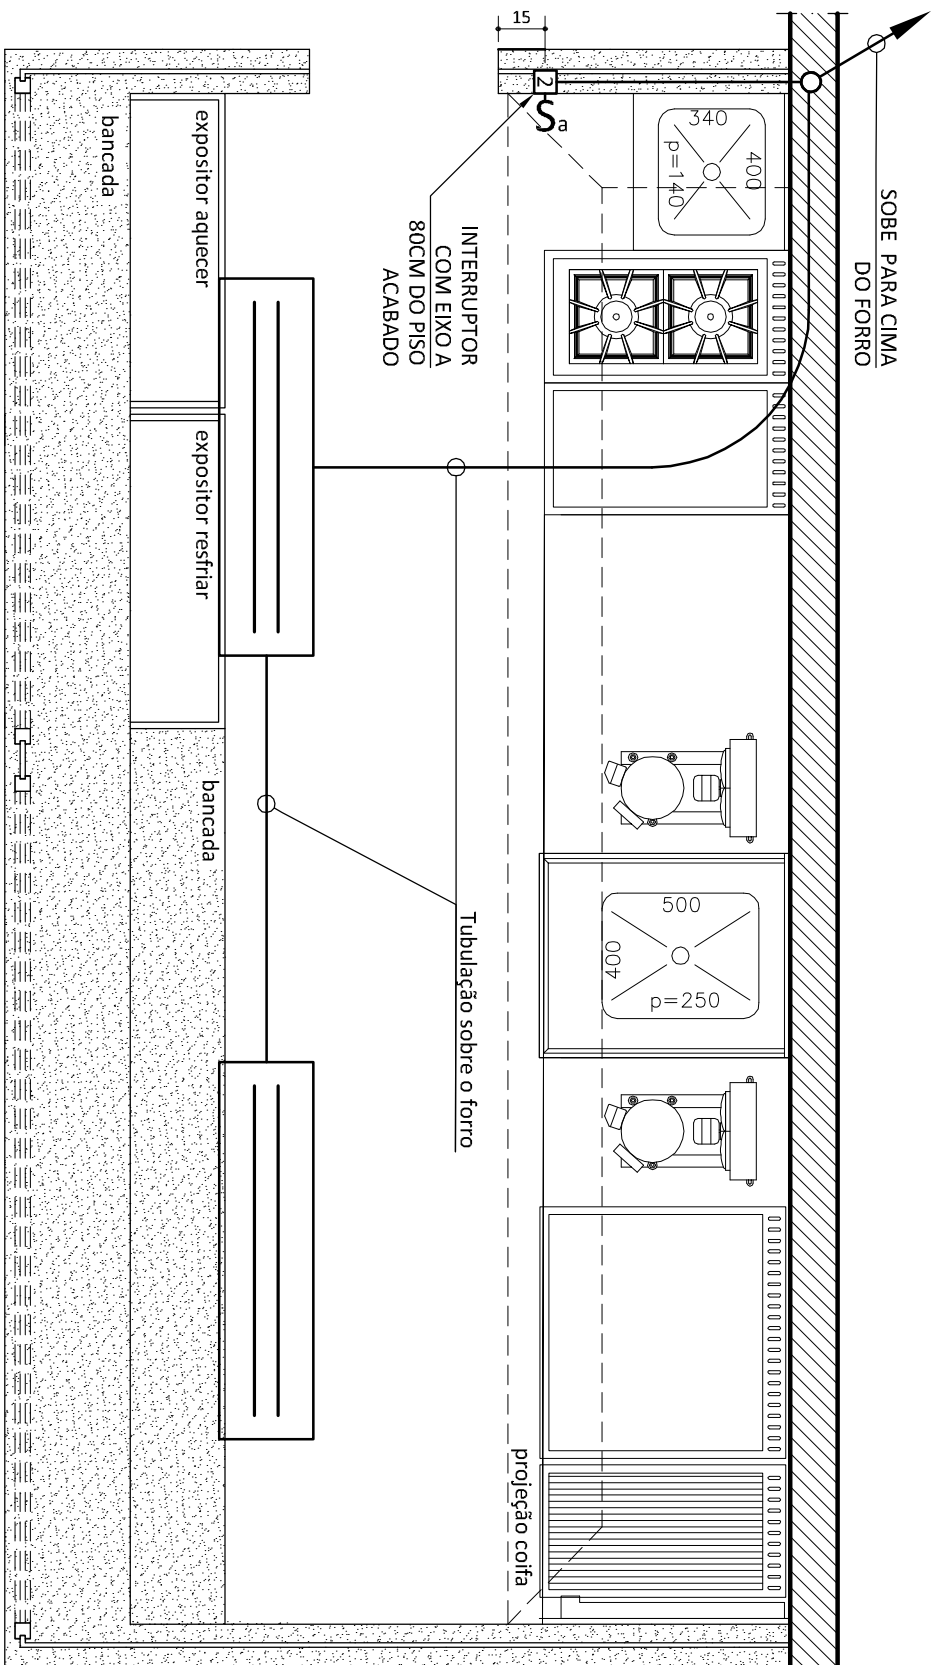 15
2
Sa
SOBE PARA CIMA
DO FORRO
340
400
p=140
INTERRUPTOR
COM EIXO A
80CM DO PISO
ACABADO
bancada
expositor aquecer
expositor resfriar
bancada
Tubulação sobre o forro
500
400
p=250
projeção coifa